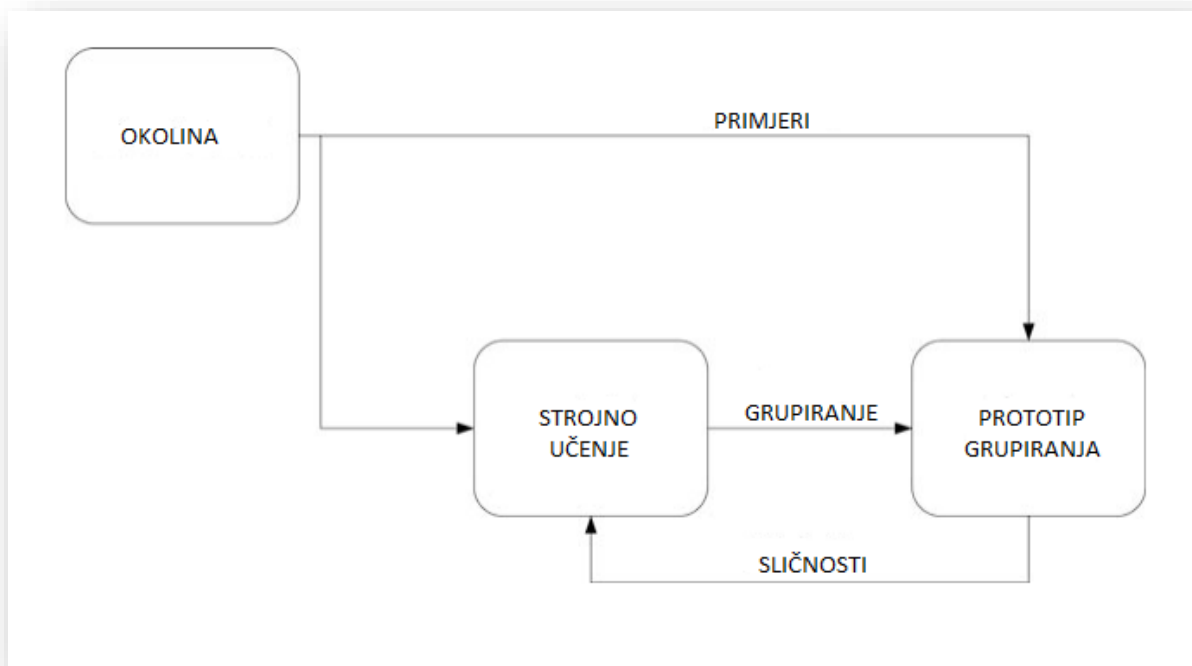 OKOLINA
PRIMJERI
STROJNO
UČENJE
GRUPIRANJE
PROTOTIP
GRUPIRANJA
SLIČNOSTI